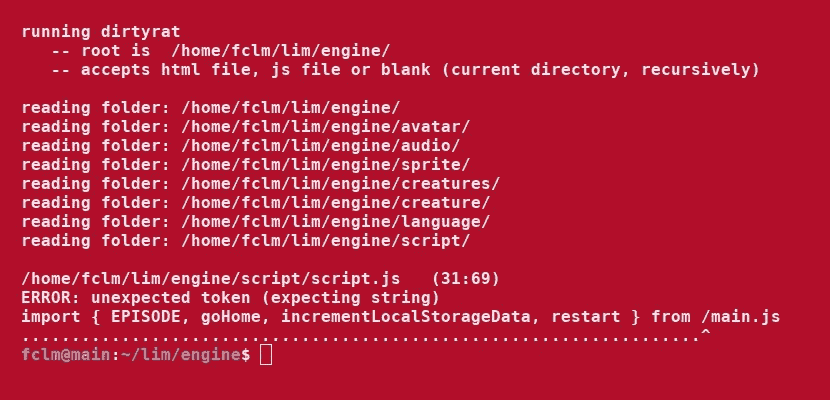 running dirtyrat
   -- root is  /home/fclm/lim/engine/
   -- accepts html file, js file or blank (current directory, recursively)

reading folder: /home/fclm/lim/engine/
reading folder: /home/fclm/lim/engine/avatar/
reading folder: /home/fclm/lim/engine/audio/
reading folder: /home/fclm/lim/engine/sprite/
reading folder: /home/fclm/lim/engine/creatures/
reading folder: /home/fclm/lim/engine/creature/
reading folder: /home/fclm/lim/engine/language/
reading folder: /home/fclm/lim/engine/script/

/home/fclm/lim/engine/script/script.js   (31:69)
ERROR: unexpected token (expecting string)
import { EPISODE, goHome, incrementLocalStorageData, restart } from /main.js
....................................................................^
fclm@main:~/lim/engine$